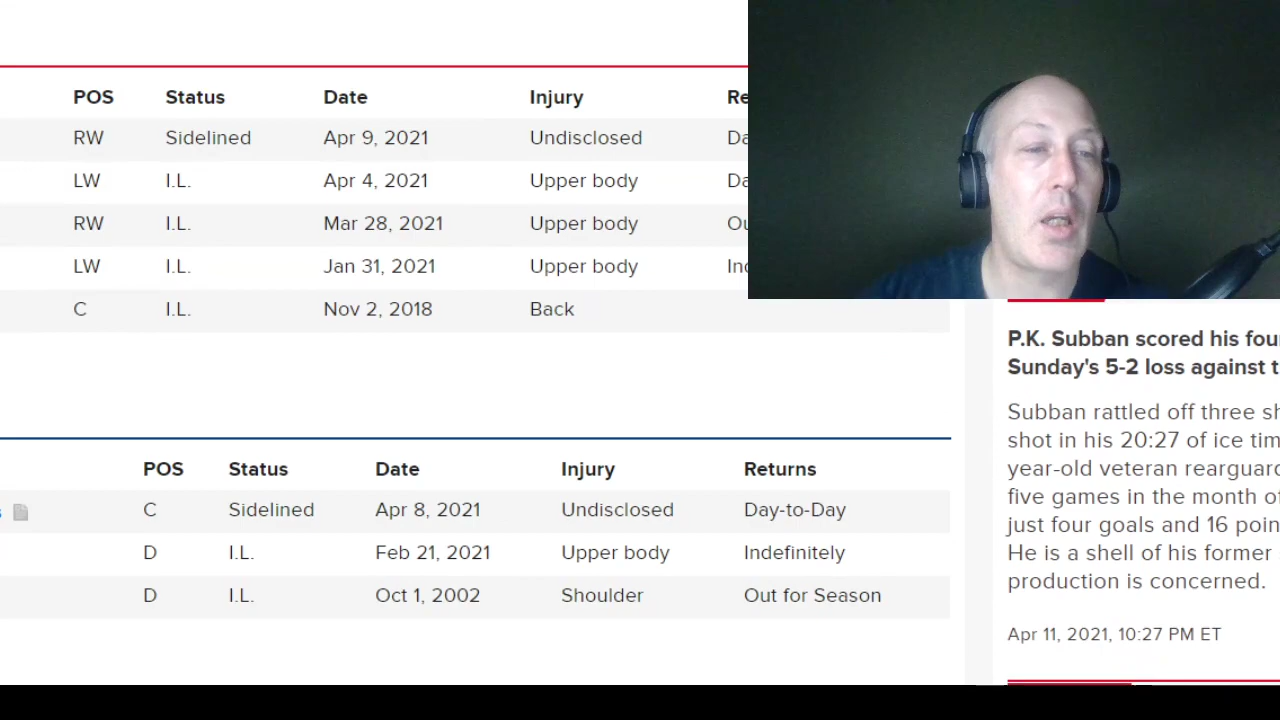 POS Status Date Injury
RW Sidelined Apr 9, 2021 Undisclosed
LW I.L. Apr 4, 2021 Upper body
RW I.L. Mar 28, 2021 Upper body
LW I.L. Jan 31, 2021 Upper body
C I.L. Nov 2, 2018 Back
POS Status Date Injury Returns
C Sidelined Apr 8, 2021 Undisclosed Day-to-Day
D I.L. Feb 21, 2021 Upper body Indefinitely
D I.L. Oct 1, 2002 Shoulder Out for Season
P.K. Subban scored his
Sunday's 5-2 loss against
Subban rattled off three
shot in his 20:27 of ice
year-old veteran
five games in the month
just four goals and 16
He is a shell of his former
production is concerned.
Apr 11, 2021, 10:27 PM ET